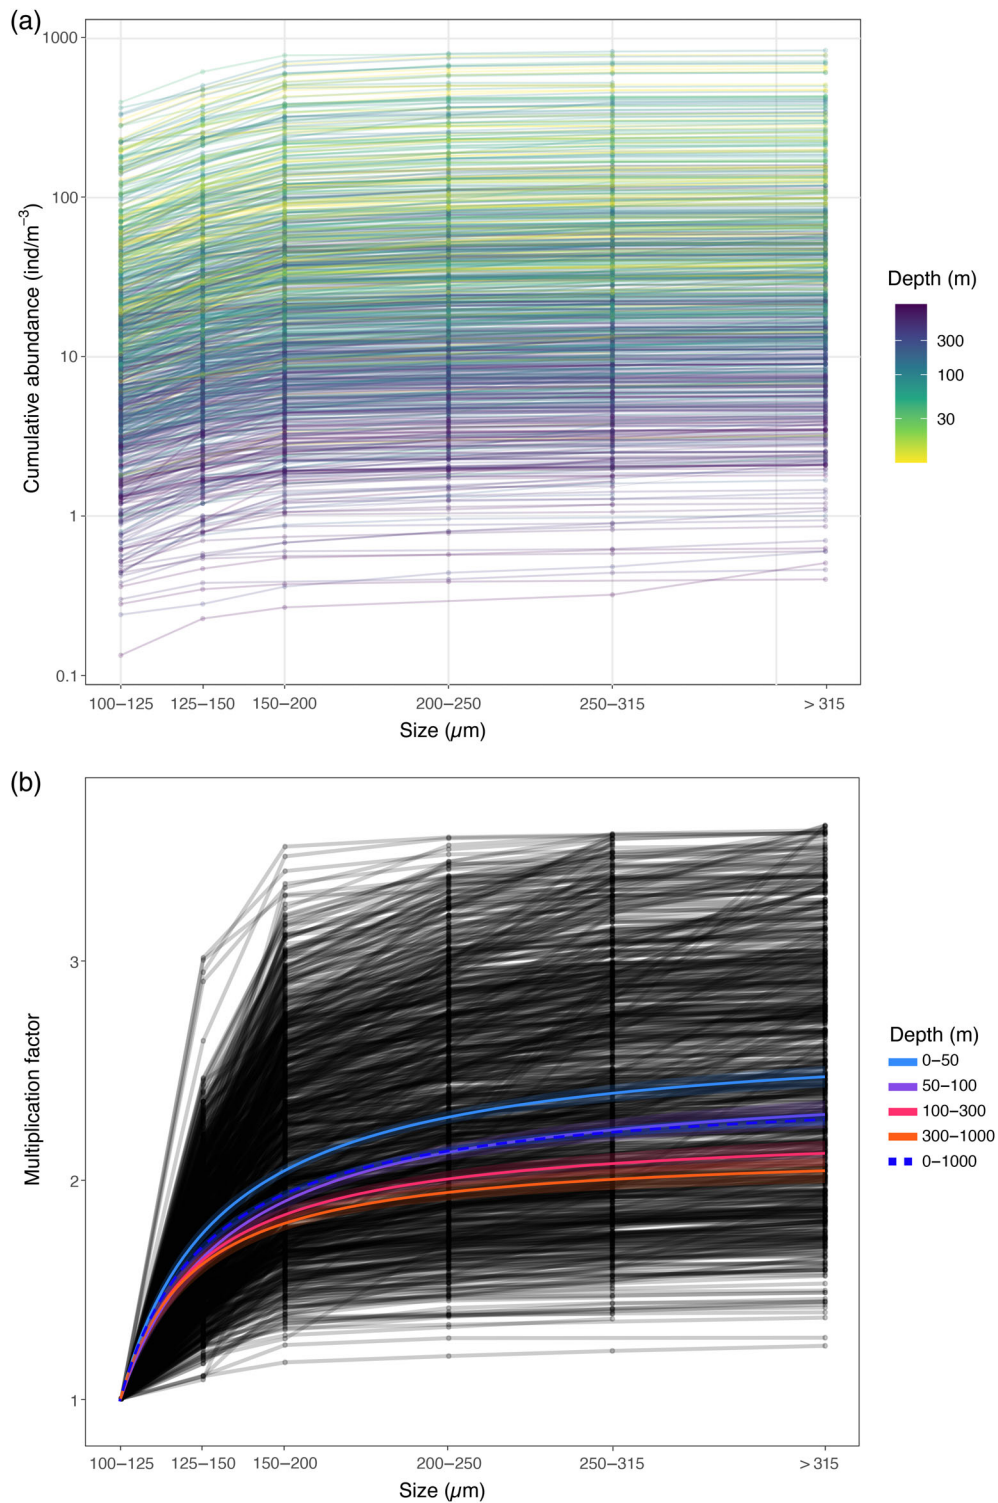 (a)
1000
100
10
1
0.1
Cumulative abundance (ind/m⁻³)
100–125 125–150 150–200 200–250 250–315 > 315
Size (µm)
Depth (m)
300
100
30
(b)
3
2
1
Multiplication factor
100–125 125–150 150–200 200–250 250–315 > 315
Size (µm)
Depth (m)
0–50
50–100
100–300
300–1000
0–1000